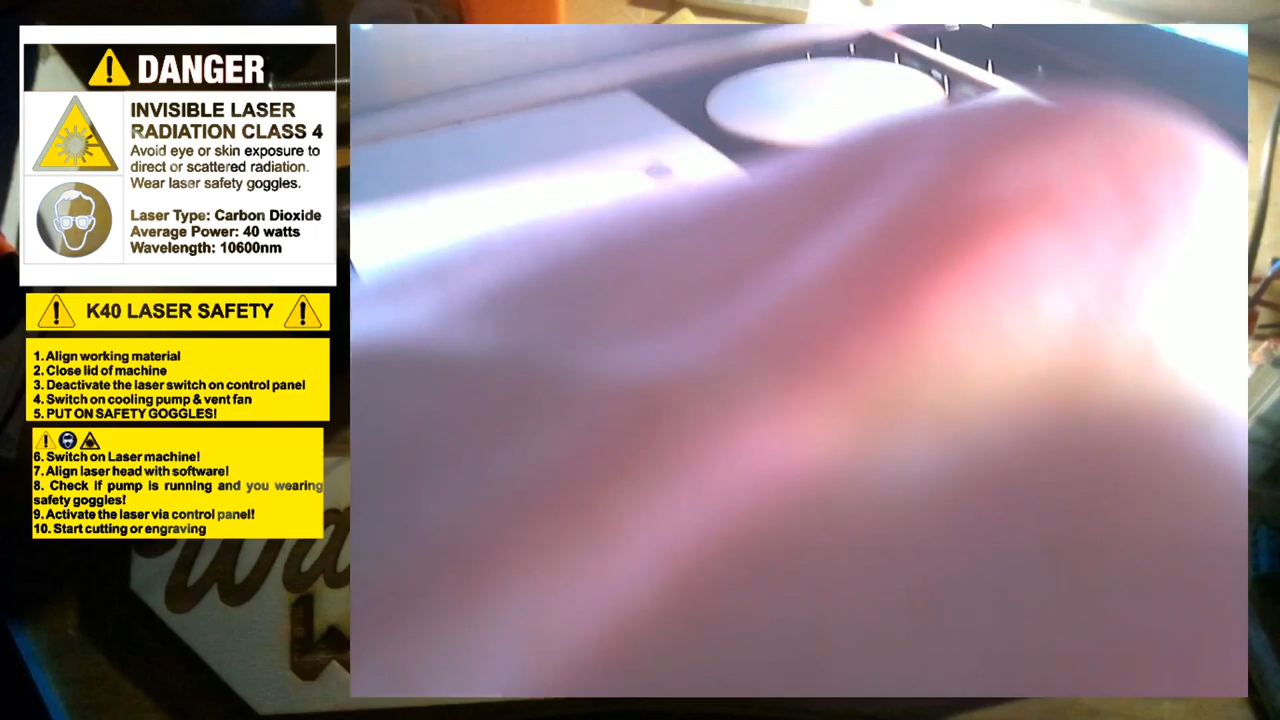 DANGER
INVISIBLE LASER
RADIATION CLASS 4
Avoid eye or skin exposure to
direct or scattered radiation.
Wear laser safety goggles.
Laser Type: Carbon Dioxide
Average Power: 40 watts
Wavelength: 10600nm
K40 LASER SAFETY
1. Align working material
2. Close lid of machine
3. Deactivate the laser switch on control panel
4. Switch on cooling pump & vent fan
5. PUT ON SAFETY GOGGLES!
6. Switch on Laser machine!
7. Align laser head with software!
8. Check if pump is running and you wearing
safety goggles!
9. Activate the laser via control panel!
10. Start cutting or engraving